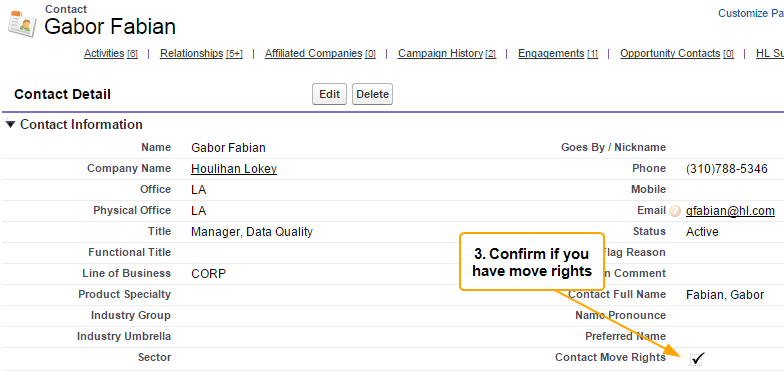 Contact
Customize Pa
Gabor Fabian
Activities [6] | Relationships [5+] | Affiliated Companies [0] | Campaign History [2] | Engagements [1] | Opportunity Contacts [0] | HL Su
Contact Detail Edit Delete
Contact Information
Name Gabor Fabian Goes By / Nickname
Company Name Houlihan Lokey Phone (310)788-5346
Office LA Mobile
Physical Office LA Email ? gfabian@hl.com
Title Manager, Data Quality Status Active
Functional Title Flag Reason
Line of Business CORP n Comment
3. Confirm if you
have move rights
Product Specialty Contact Full Name Fabian, Gabor
Industry Group Name Pronounce
Industry Umbrella Preferred Name
Sector Contact Move Rights ✓